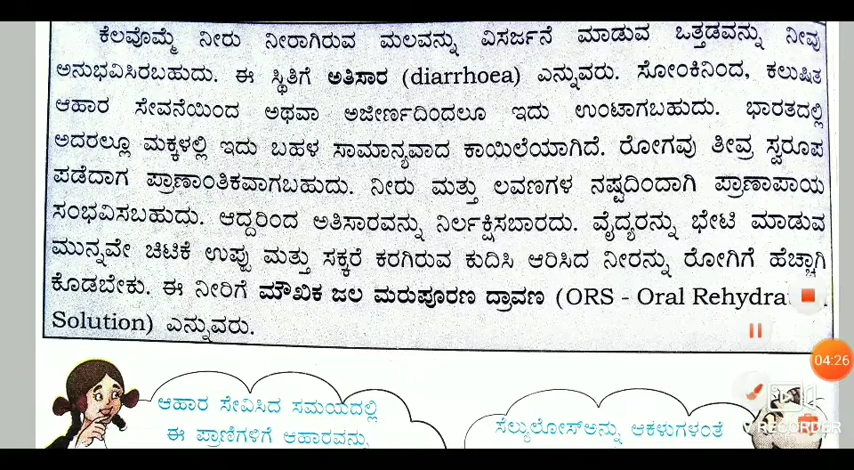 ಕೆಲವೊಮ್ಮೆ ನೀರು ನೀರಾಗಿರುವ ಮಲವನ್ನು ವಿಸರ್ಜನೆ ಮಾಡುವ ಒತ್ತಡವನ್ನು ನೀವು
ಅನುಭವಿಸಿರಬಹುದು. ಈ ಸ್ಥಿತಿಗೆ ಅತಿಸಾರ (diarrhoea) ಎನ್ನುವರು. ಸೋಂಕಿನಿಂದ, ಕಲುಷಿತ
ಆಹಾರ ಸೇವನೆಯಿಂದ ಅಥವಾ ಅಜೀರ್ಣದಿಂದಲೂ ಇದು ಉಂಟಾಗಬಹುದು. ಭಾರತದಲ್ಲಿ
ಅದರಲ್ಲೂ ಮಕ್ಕಳಲ್ಲಿ ಇದು ಬಹಳ ಸಾಮಾನ್ಯವಾದ ಕಾಯಿಲೆಯಾಗಿದೆ. ರೋಗವು ತೀವ್ರ ಸ್ವರೂಪ
ಪಡೆದಾಗ ಪ್ರಾಣಾಂತಿಕವಾಗಬಹುದು. ನೀರು ಮತ್ತು ಲವಣಗಳ ನಷ್ಟದಿಂದಾಗಿ ಪ್ರಾಣಾಪಾಯ
ಸಂಭವಿಸಬಹುದು. ಆದ್ದರಿಂದ ಅತಿಸಾರವನ್ನು ನಿರ್ಲಕ್ಷಿಸಬಾರದು. ವೈದ್ಯರನ್ನು ಭೇಟಿ ಮಾಡುವ
ಮುನ್ನವೇ ಚಿಟಿಕೆ ಉಪ್ಪು ಮತ್ತು ಸಕ್ಕರೆ ಕರಗಿರುವ ಕುದಿಸಿ ಆರಿಸಿದ ನೀರನ್ನು ರೋಗಿಗೆ ಹೆಚ್ಚಾಗಿ
ಕೊಡಬೇಕು. ಈ ನೀರಿಗೆ ಮೌಖಿಕ ಜಲ ಮರುಪೂರಣ ದ್ರಾವಣ (ORS - Oral
Solution) ಎನ್ನುವರು.
04:26
ಆಹಾರ ಸೇವಿಸಿದ ಸಮಯದಲ್ಲಿ
ಈ ಪ್ರಾಣಿಗಳಿಗೆ ಆಹಾರವನ್ನು
ಸೆಲ್ಯುಲೋಸ್‌ಅನ್ನು ಆಕಳುಗಳಂತೆ
RECORDER